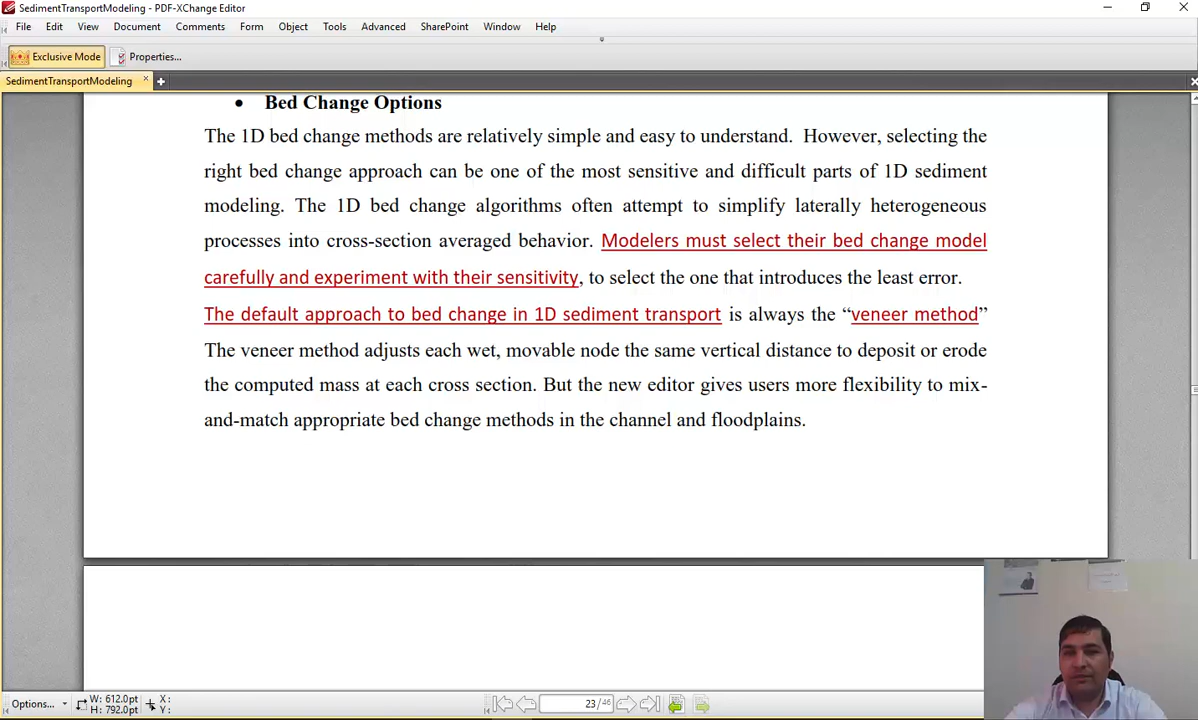 SedimentTransportModeling - PDF-XChange Editor
File Edit View Document Comments Form Object Tools Advanced SharePoint Window Help
Exclusive Mode Properties...
SedimentTransportModeling
• Bed Change Options
The 1D bed change methods are relatively simple and easy to understand. However, selecting the
right bed change approach can be one of the most sensitive and difficult parts of 1D sediment
modeling. The 1D bed change algorithms often attempt to simplify laterally heterogeneous
processes into cross-section averaged behavior. Modelers must select their bed change model
carefully and experiment with their sensitivity, to select the one that introduces the least error.
The default approach to bed change in 1D sediment transport is always the “veneer method”
The veneer method adjusts each wet, movable node the same vertical distance to deposit or erode
the computed mass at each cross section. But the new editor gives users more flexibility to mix-
and-match appropriate bed change methods in the channel and floodplains.
Options... W: 612.0pt X:
H: 792.0pt Y:
23 / 46